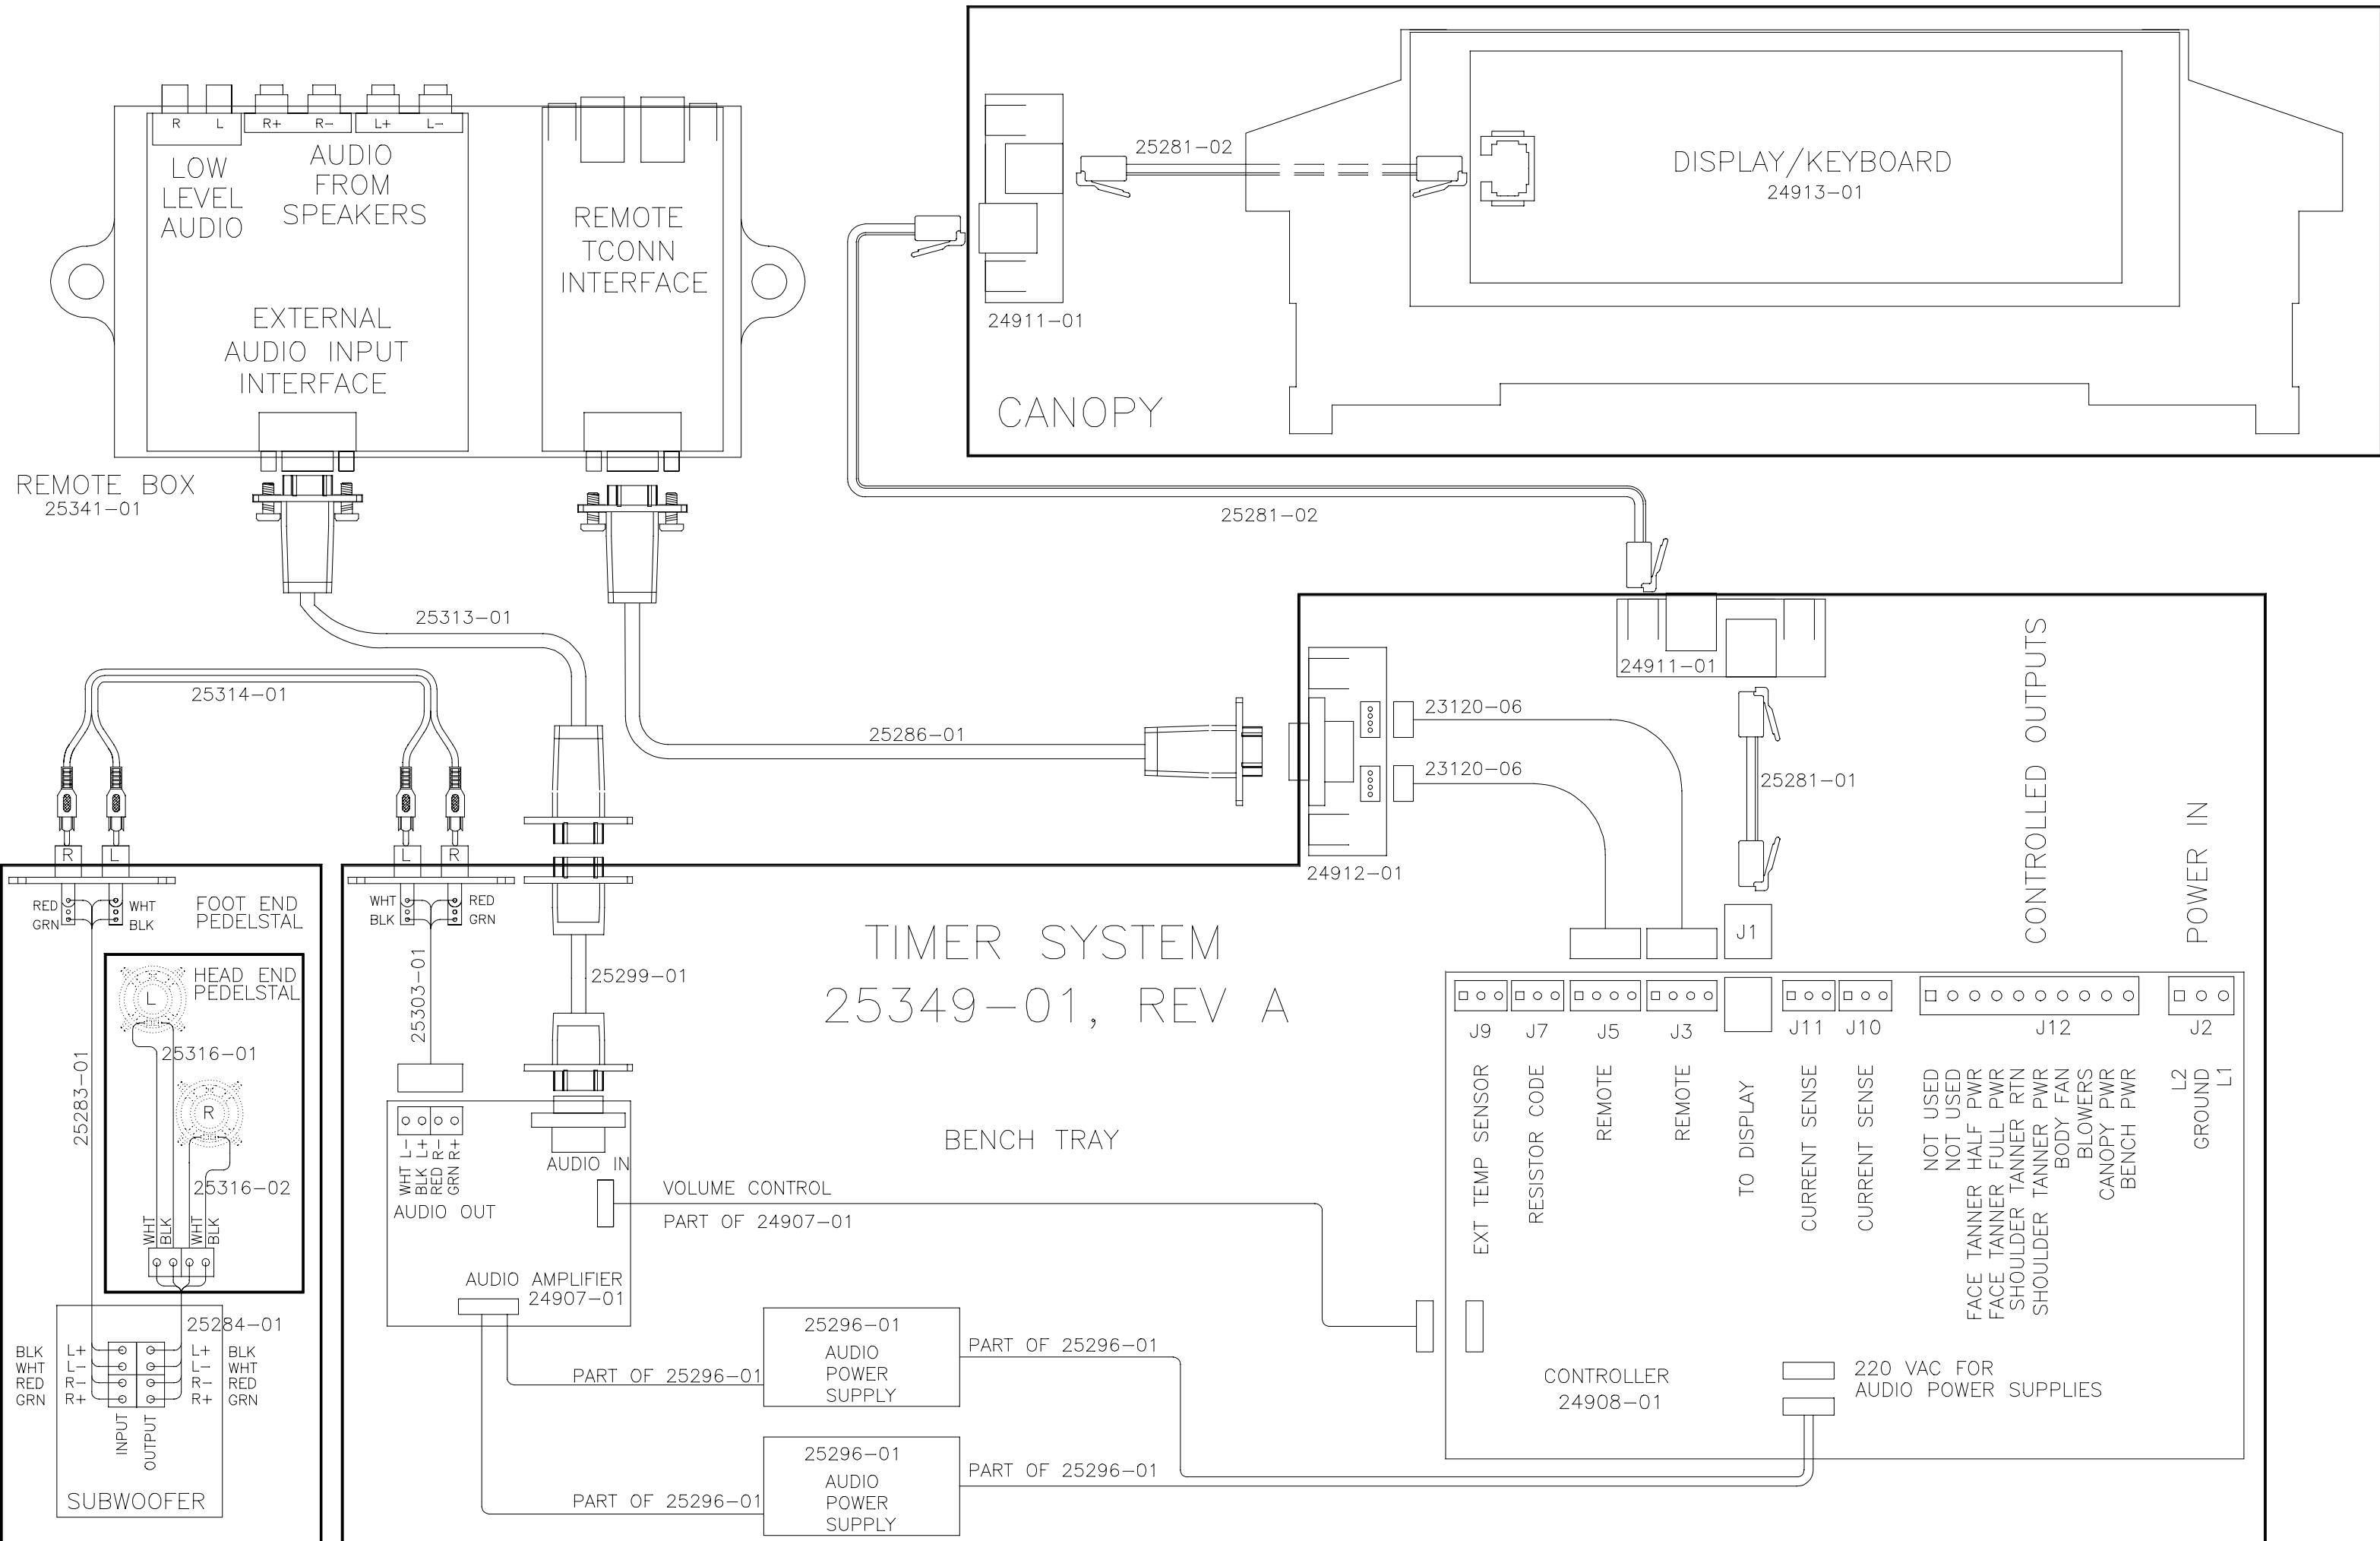 R L R+ R- L+ L-
LOW
LEVEL
AUDIO
AUDIO
FROM
SPEAKERS
EXTERNAL
AUDIO INPUT
INTERFACE
REMOTE
TCONN
INTERFACE
REMOTE BOX
25341-01
25281-02
DISPLAY/KEYBOARD
24913-01
24911-01
CANOPY
25281-02
25313-01
25314-01
25286-01
24911-01
23120-06
23120-06
25281-01
24912-01
CONTROLLED OUTPUTS
POWER IN
R L
L R
RED
GRN
WHT
BLK
FOOT END
PEDELSTAL
WHT
BLK
RED
GRN
HEAD END
PEDELSTAL
L
25316-01
R
25316-02
25283-01
WHT
BLK
WHT
BLK
25284-01
BLK L+
WHT L-
RED R-
GRN R+
L+ BLK
L- WHT
R- RED
R+ GRN
INPUT
OUTPUT
SUBWOOFER
25303-01
25299-01
TIMER SYSTEM
25349-01, REV A
BENCH TRAY
WHT L-
BLK L+
RED R-
GRN R+
AUDIO OUT
AUDIO IN
AUDIO AMPLIFIER
24907-01
VOLUME CONTROL
PART OF 24907-01
25296-01
AUDIO
POWER
SUPPLY
PART OF 25296-01
PART OF 25296-01
25296-01
AUDIO
POWER
SUPPLY
PART OF 25296-01
PART OF 25296-01
J1
J9
J7
J5
J3
J11
J10
J12
J2
EXT TEMP SENSOR
RESISTOR CODE
REMOTE
REMOTE
TO DISPLAY
CURRENT SENSE
CURRENT SENSE
NOT USED
NOT USED
FACE TANNER HALF PWR
FACE TANNER FULL PWR
SHOULDER TANNER RTN
SHOULDER TANNER PWR
BODY FAN
BLOWERS
CANOPY PWR
BENCH PWR
L2
GROUND
L1
CONTROLLER
24908-01
220 VAC FOR
AUDIO POWER SUPPLIES